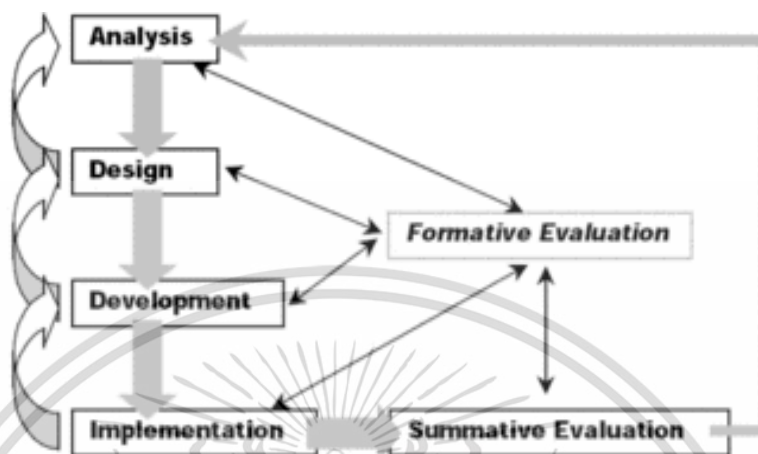 Analysis
Design
Formative Evaluation
Development
Implementation
Summative Evaluation